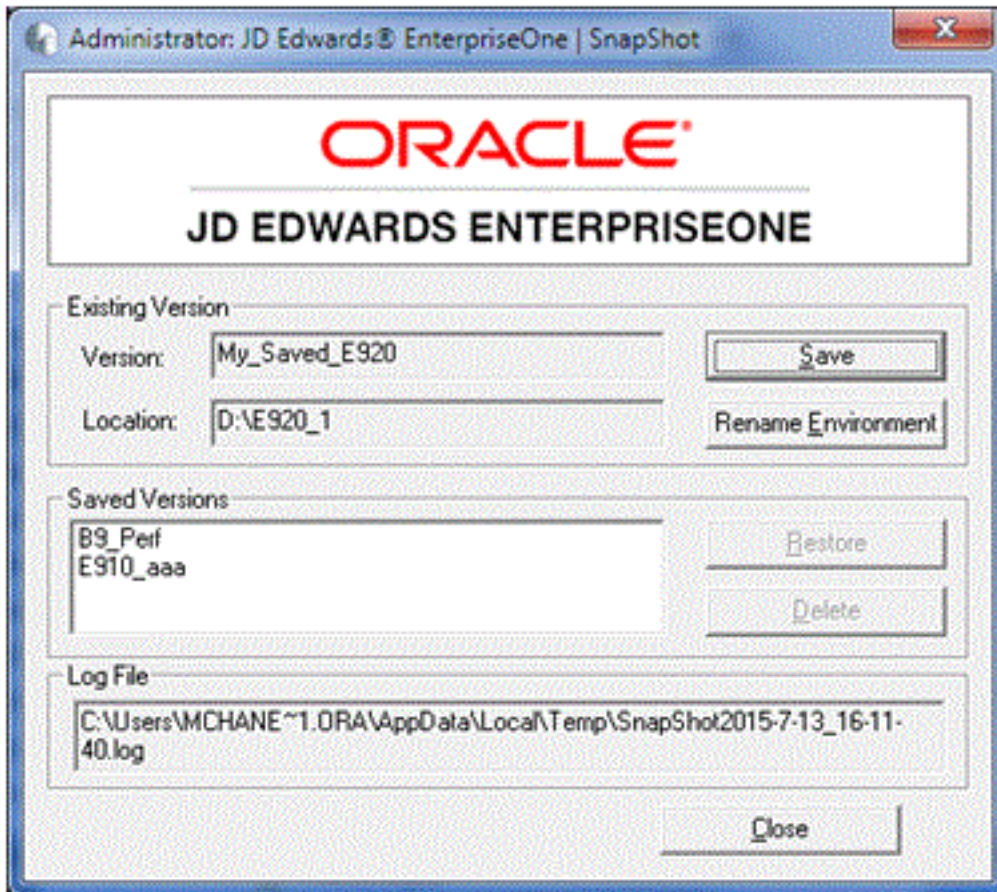 Administrator: JD Edwards® EnterpriseOne | SnapShot
ORACLE®
JD EDWARDS ENTERPRISEONE
Existing Version
Version: My_Saved_E920 Save
Location: D:\E920_1 Rename Environment
Saved Versions
B9_Perf
E910_aaa
Restore
Delete
Log File
C:\Users\MCHANE~1.ORA\AppData\Local\Temp\SnapShot2015-7-13_16-11-
40.log
Close